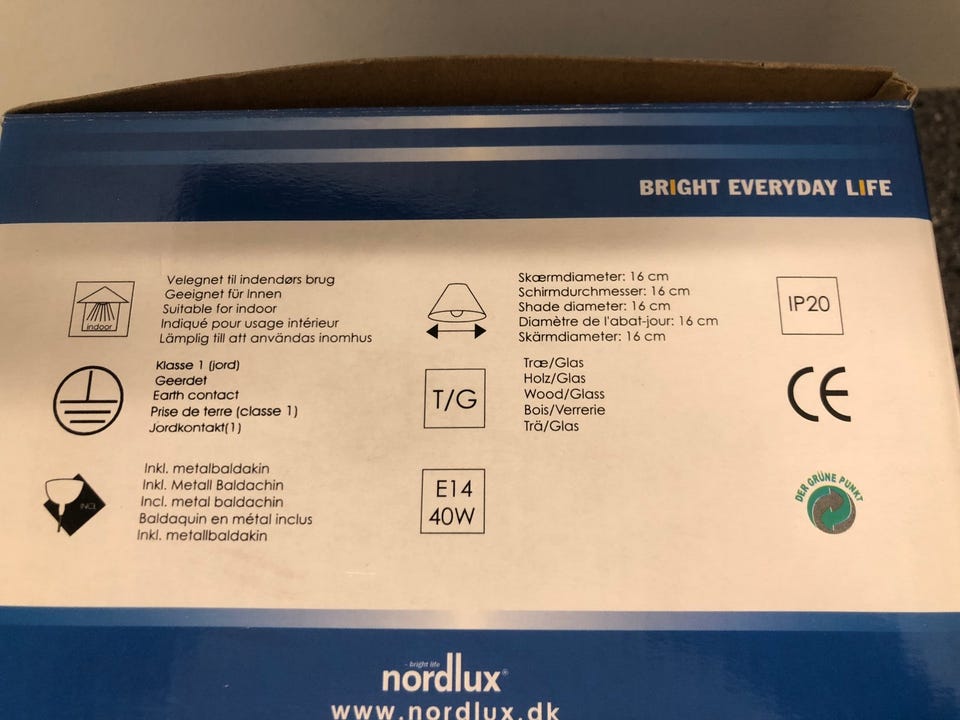 BRIGHT EVERYDAY LIFE
indoor
Velegnet til indendørs brug
Geeignet für Innen
Suitable for indoor
Indiqué pour usage intérieur
Lämplig till att användas inomhus
Skærmdiameter: 16 cm
Schirmdurchmesser: 16 cm
Shade diameter: 16 cm
Diamètre de l'abat-jour: 16 cm
Skärmdiameter: 16 cm
IP20
Klasse 1 (jord)
Geerdet
Earth contact
Prise de terre (classe 1)
Jordkontakt(1)
T/G
Træ/Glas
Holz/Glas
Wood/Glass
Bois/Verrerie
Trä/Glas
CE
INCL
Inkl. metalbaldakin
Inkl. Metall Baldachin
Incl. metal baldachin
Baldaquin en métal inclus
Inkl. metallbaldakin
E14
40W
DER GRÜNE PUNKT
- bright life
nordlux®
www.nordlux.dk